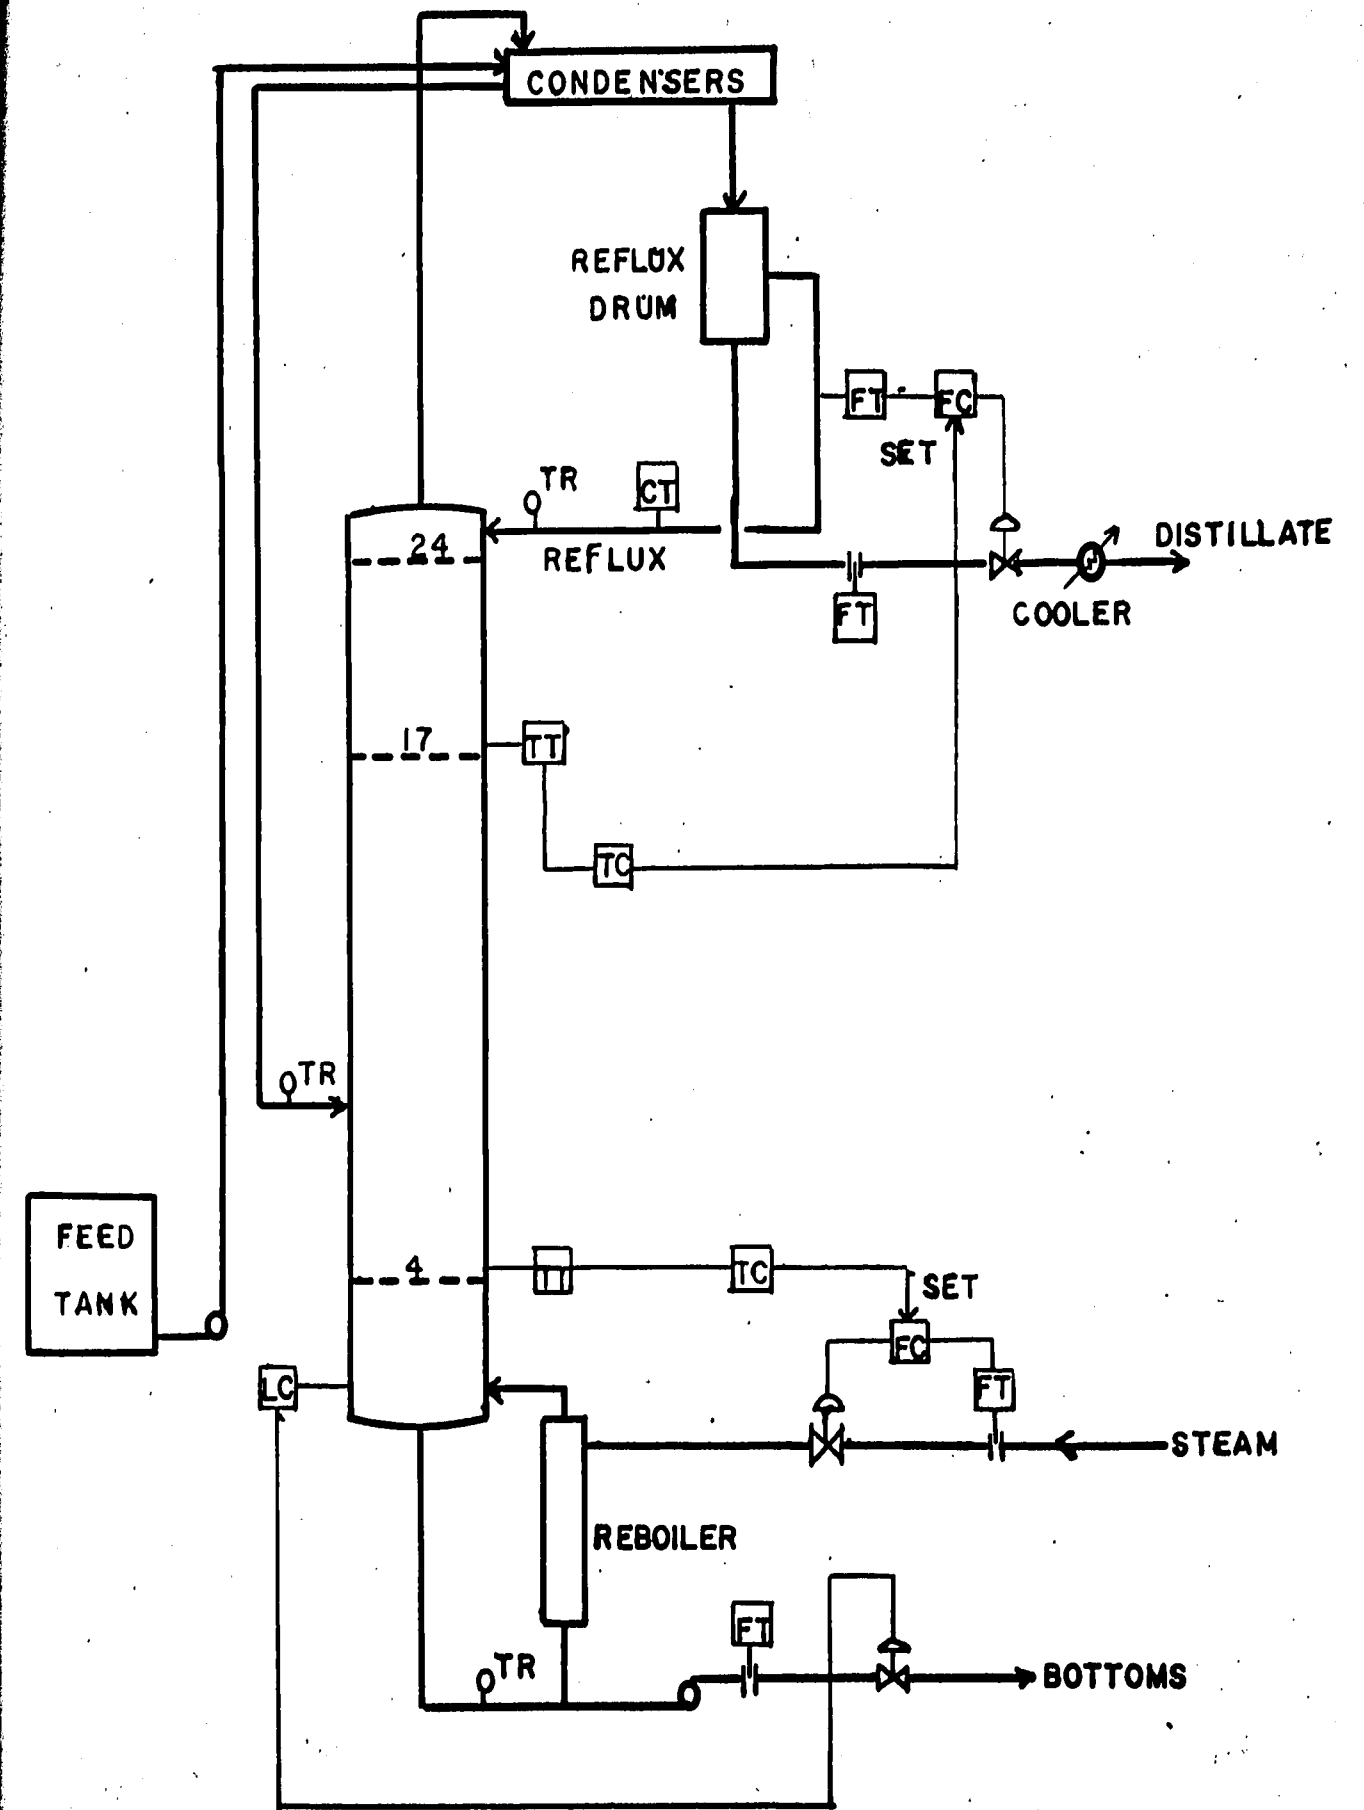 CONDENSERS
REFLUX
DRUM
FT
FC
SET
TR
CT
DISTILLATE
24
REFLUX
FT
COOLER
17
TT
TC
TR
FEED
TANK
4
TT
TC
SET
FC
LC
FT
STEAM
REBOILER
FT
TR
BOTTOMS